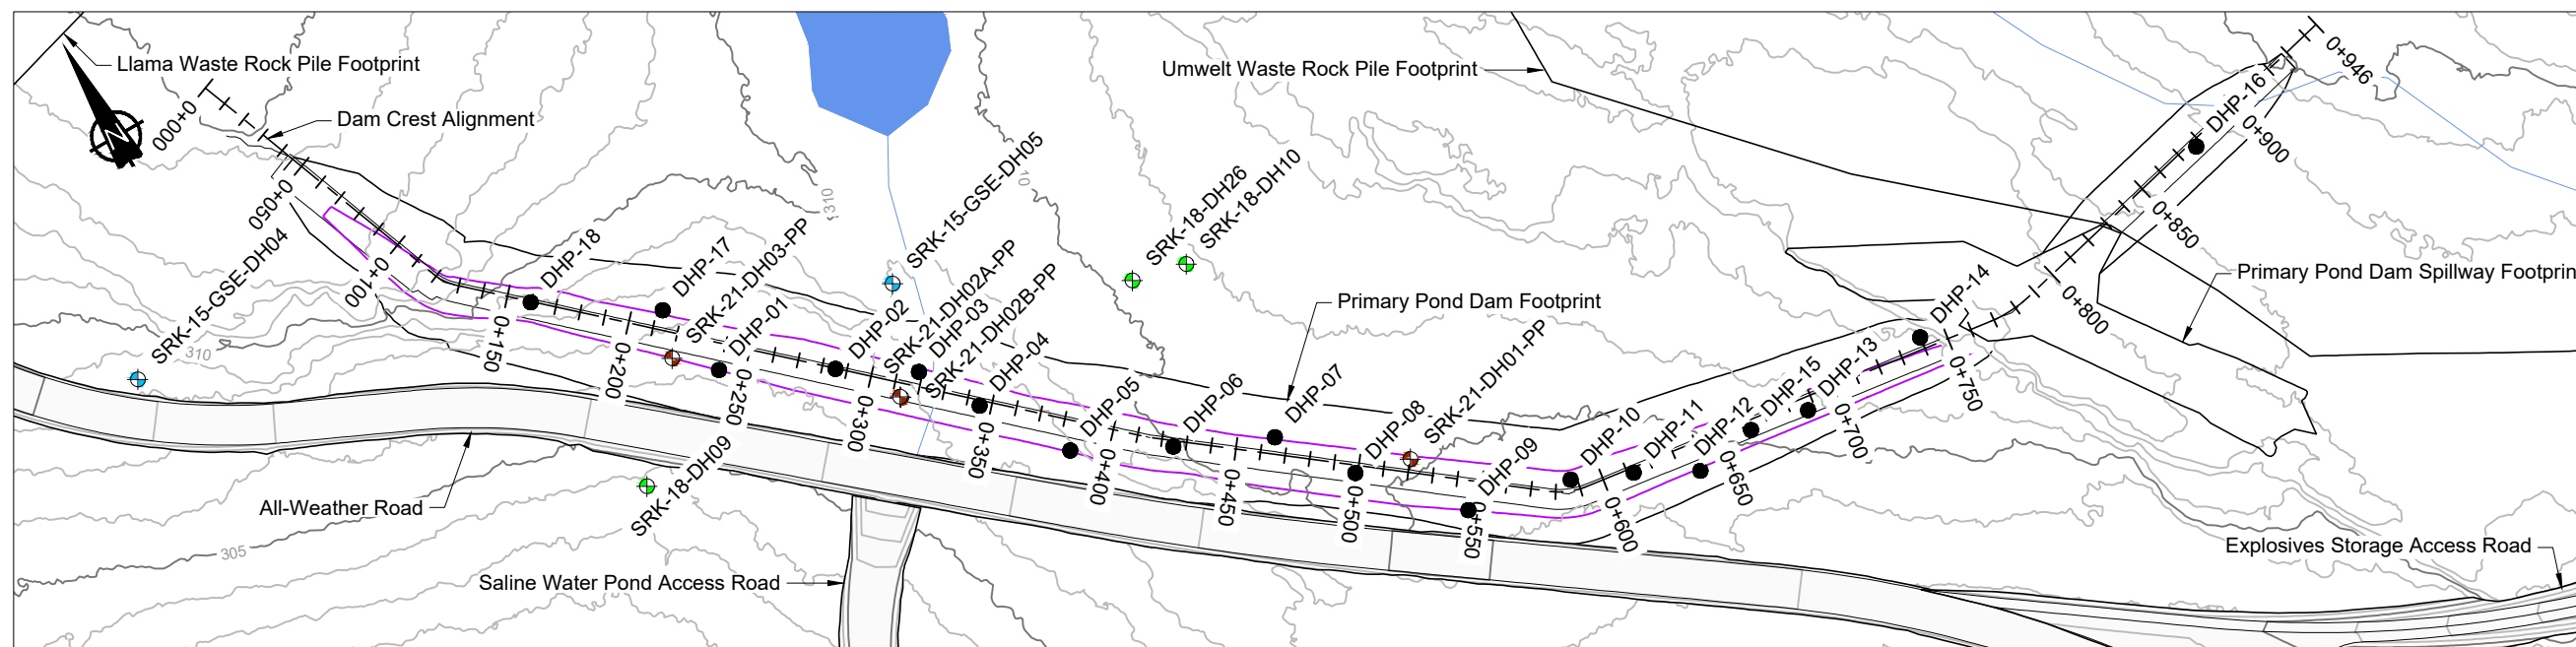 Llama Waste Rock Pile Footprint
Dam Crest Alignment
Umwelt Waste Rock Pile Footprint
0+000
0+050
0+100
0+150
0+200
0+250
0+300
0+350
0+400
0+450
0+500
0+550
0+600
0+650
0+700
0+750
0+800
0+850
0+900
0+946
SRK-15-GSE-DH04
DHP-18
DHP-17
SRK-21-DH03-PP
DHP-01
DHP-02
SRK-15-GSE-DH05
SRK-21-DH02A-PP
DHP-03
SRK-21-DH02B-PP
DHP-04
DHP-05
DHP-06
DHP-07
DHP-08
SRK-21-DH01-PP
DHP-09
DHP-10
DHP-11
DHP-12
DHP-15
DHP-13
DHP-14
DHP-16
SRK-18-DH26
SRK-18-DH10
SRK-18-DH09
Primary Pond Dam Footprint
Primary Pond Dam Spillway Footprin
All-Weather Road
Saline Water Pond Access Road
Explosives Storage Access Road
310
305
N